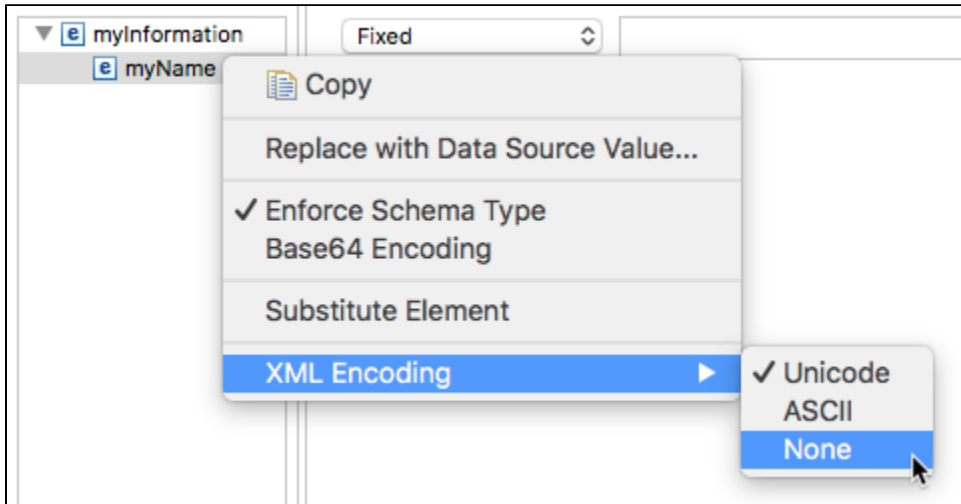 myInformation
Fixed
myName
Copy
Replace with Data Source Value...
✓ Enforce Schema Type
Base64 Encoding
Substitute Element
XML Encoding
✓ Unicode
ASCII
None